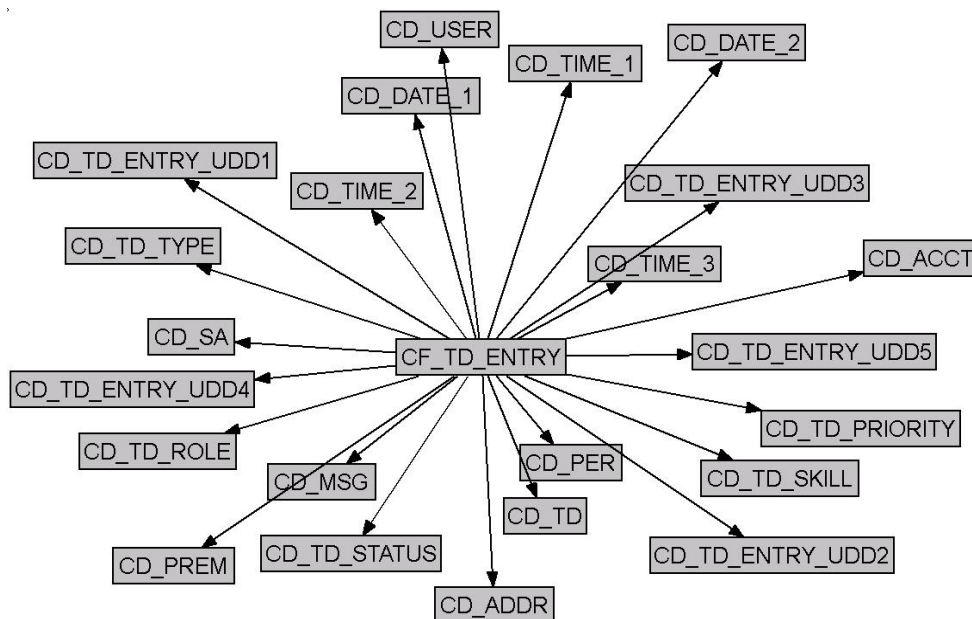 CD_USER
CD_DATE_2
CD_TIME_1
CD_DATE_1
CD_TD_ENTRY_UDD1
CD_TIME_2
CD_TD_ENTRY_UDD3
CD_TD_TYPE
CD_TIME_3
CD_ACCT
CD_SA
CF_TD_ENTRY
CD_TD_ENTRY_UDD5
CD_TD_ENTRY_UDD4
CD_TD_PRIORITY
CD_TD_ROLE
CD_PER
CD_MSG
CD_TD_SKILL
CD_TD
CD_TD_STATUS
CD_TD_ENTRY_UDD2
CD_PREM
CD_ADDR